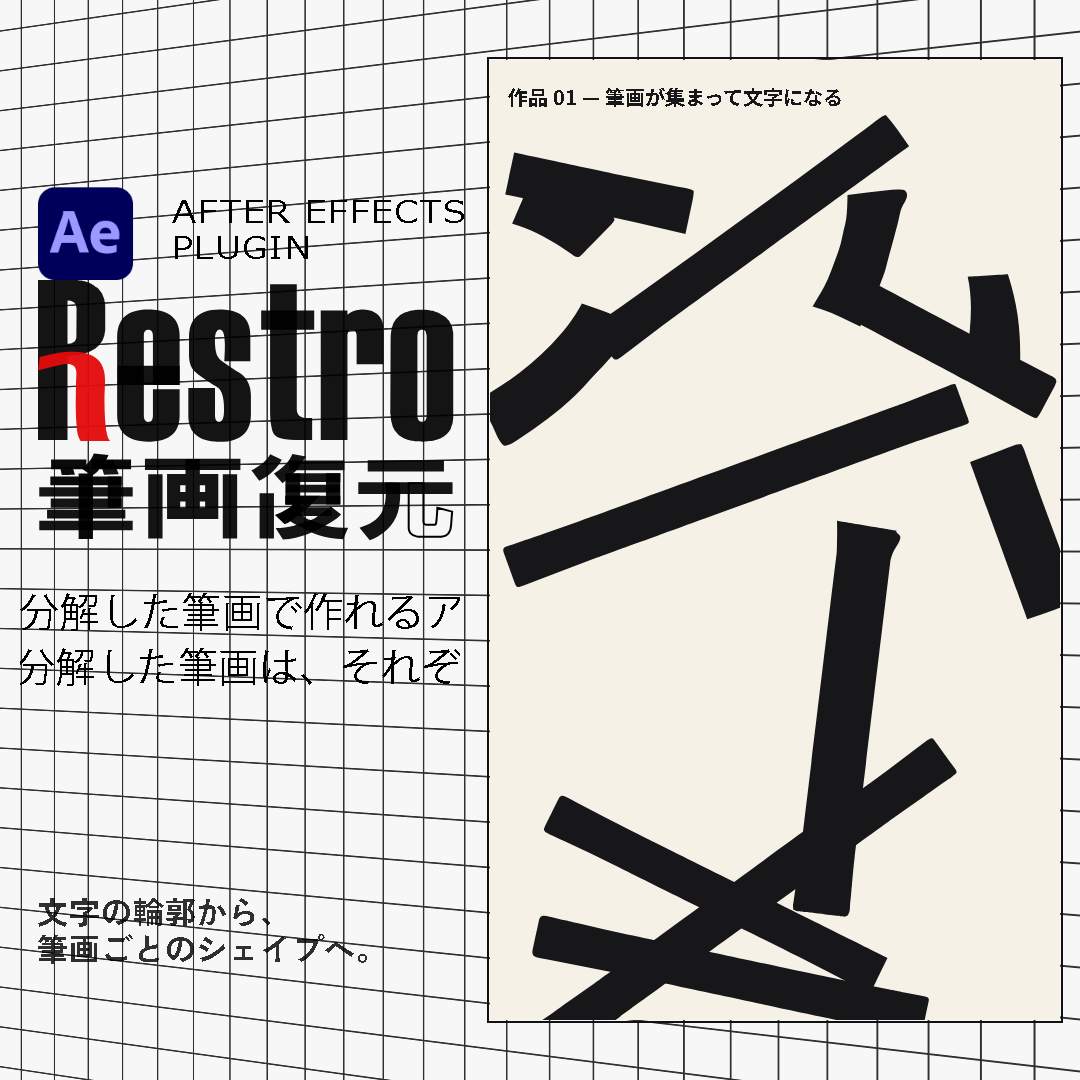 Ae
AFTER EFFECTS
PLUGIN
Restro
筆画復元
分解した筆画で作れるア
分解した筆画は、それぞ
文字の輪郭から、
筆画ごとのシェイプへ。
作品 01 — 筆画が集まって文字になる